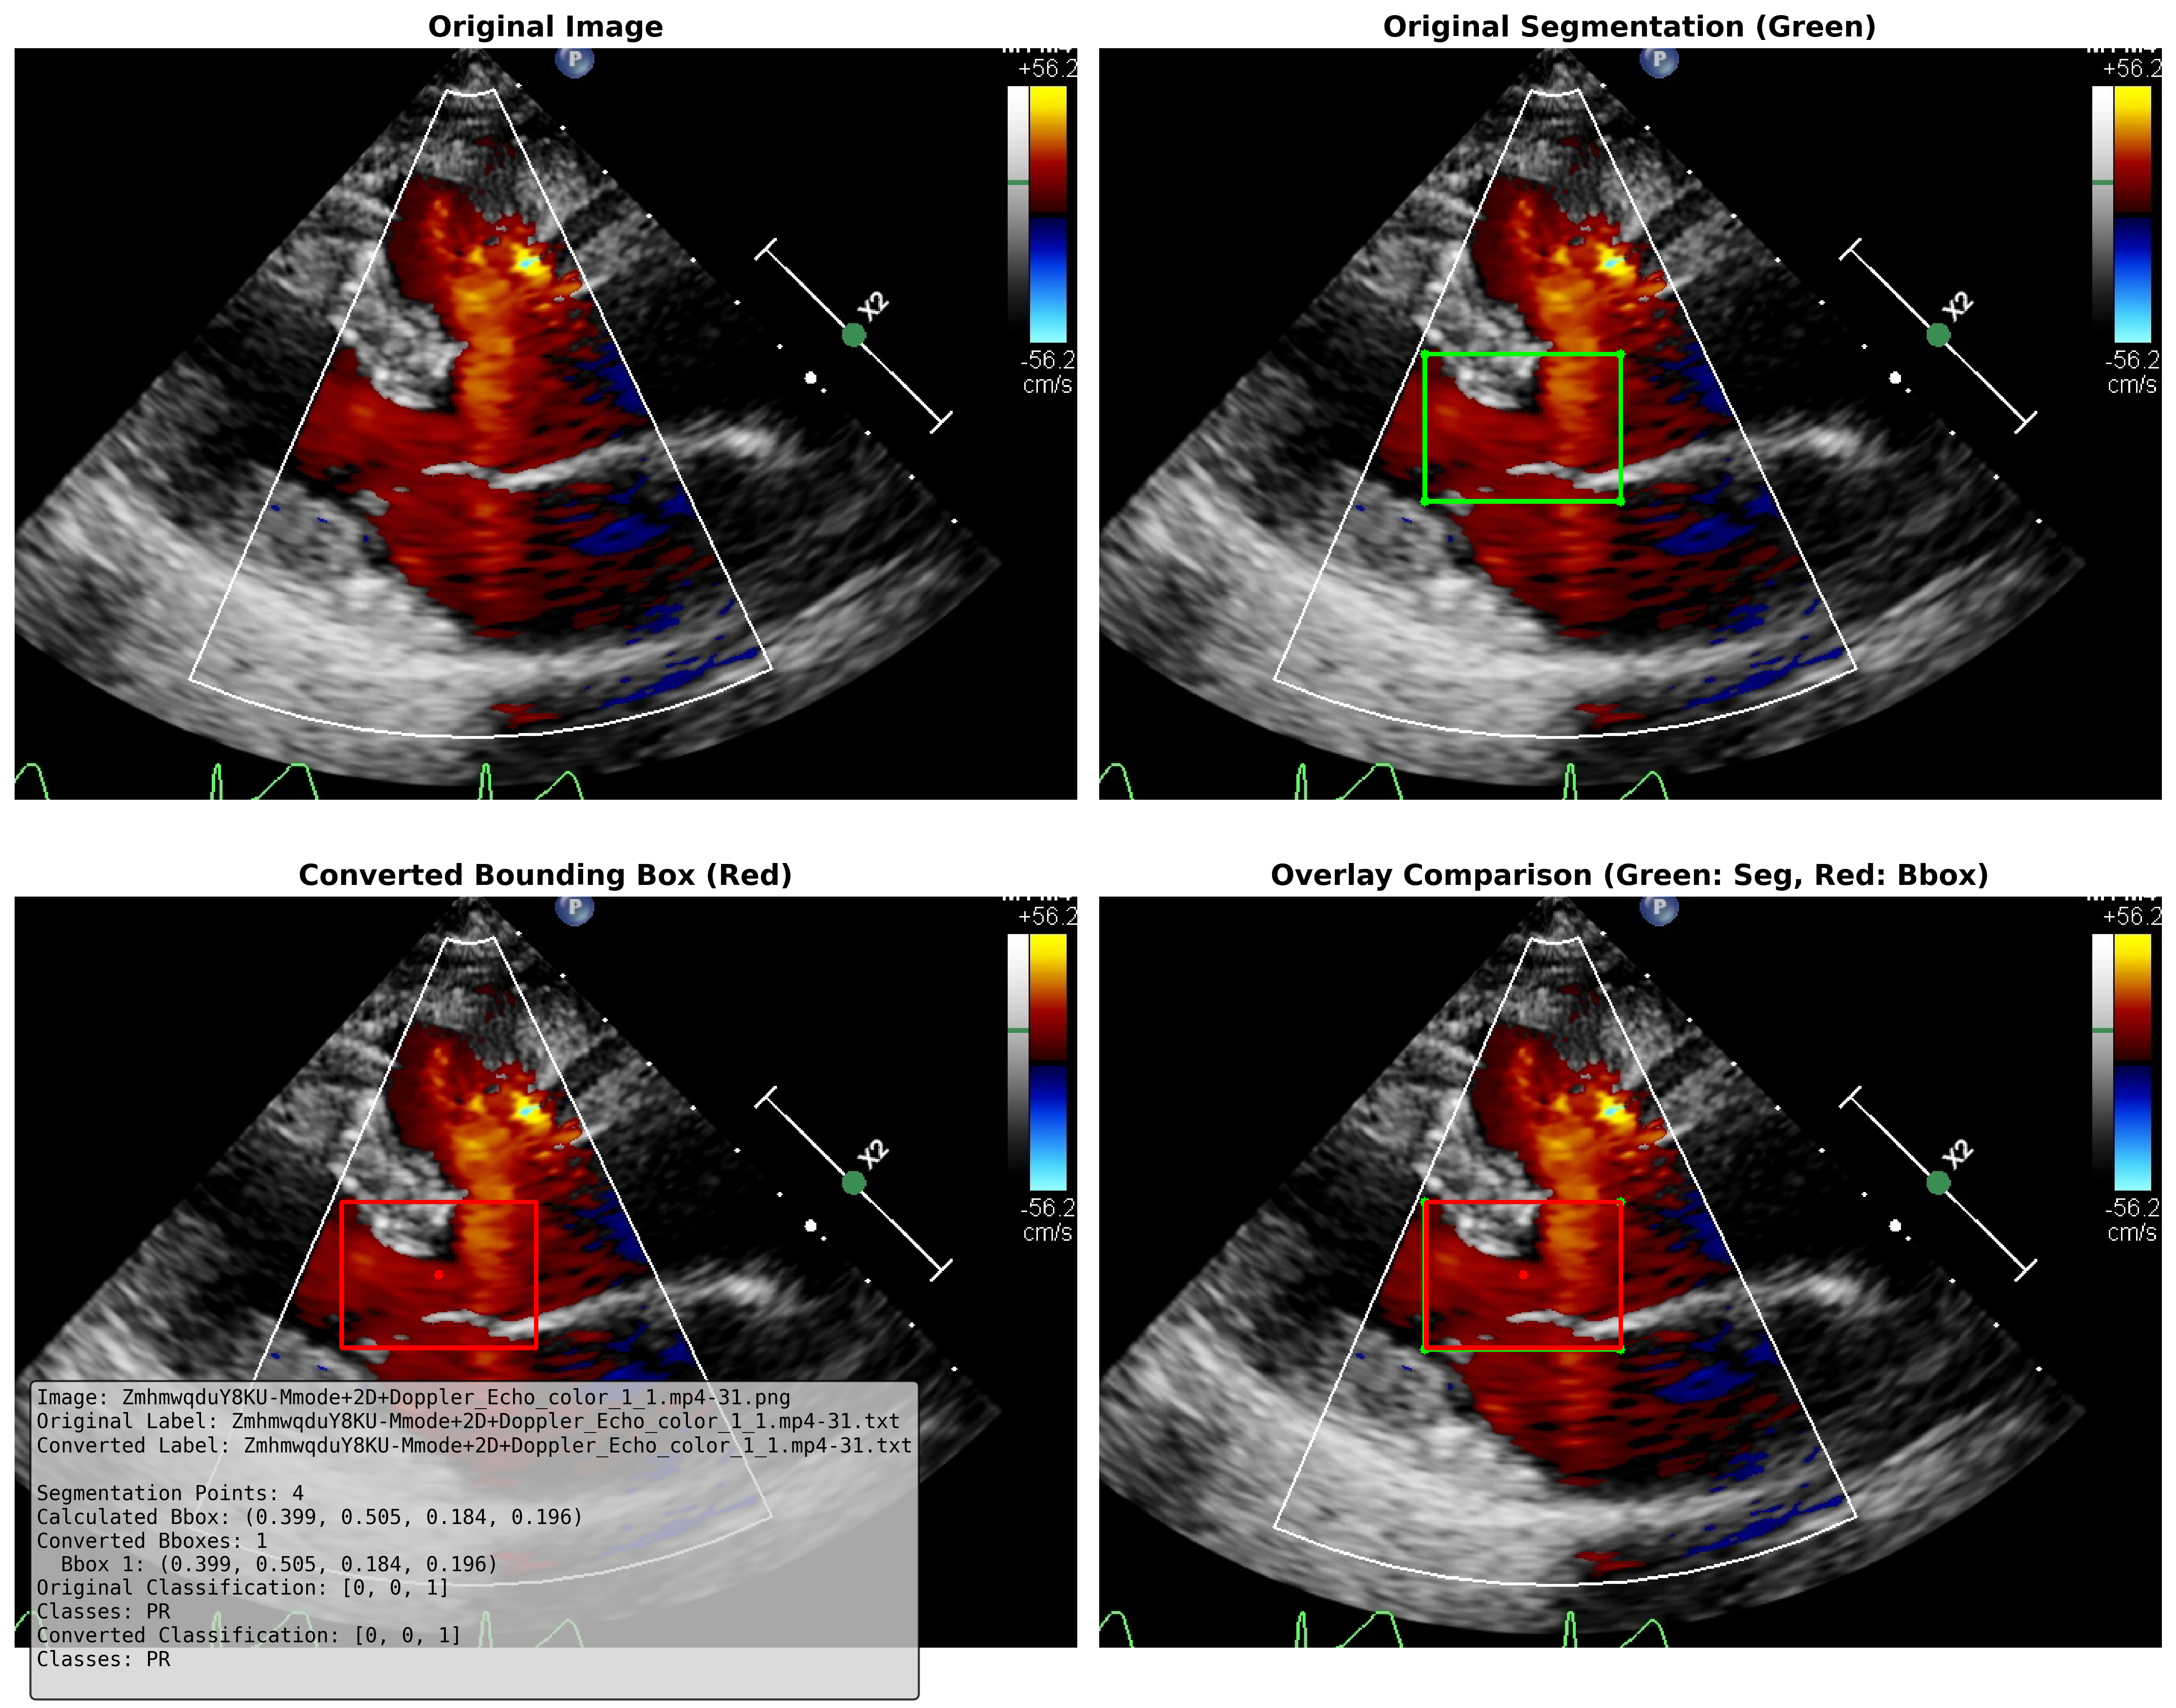 Original Image
Original Segmentation (Green)
P
+56.2
X2
-56.2
cm/s
P
+56.2
X2
-56.2
cm/s
Converted Bounding Box (Red)
Overlay Comparison (Green: Seg, Red: Bbox)
P
+56.2
X2
-56.2
cm/s
P
+56.2
X2
-56.2
cm/s
Image: ZmhmwqduY8KU-Mmode+2D+Doppler_Echo_color_1_1.mp4-31.png
Original Label: ZmhmwqduY8KU-Mmode+2D+Doppler_Echo_color_1_1.mp4-31.txt
Converted Label: ZmhmwqduY8KU-Mmode+2D+Doppler_Echo_color_1_1.mp4-31.txt
Segmentation Points: 4
Calculated Bbox: (0.399, 0.505, 0.184, 0.196)
Converted Bboxes: 1
Bbox 1: (0.399, 0.505, 0.184, 0.196)
Original Classification: [0, 0, 1]
Classes: PR
Converted Classification: [0, 0, 1]
Classes: PR